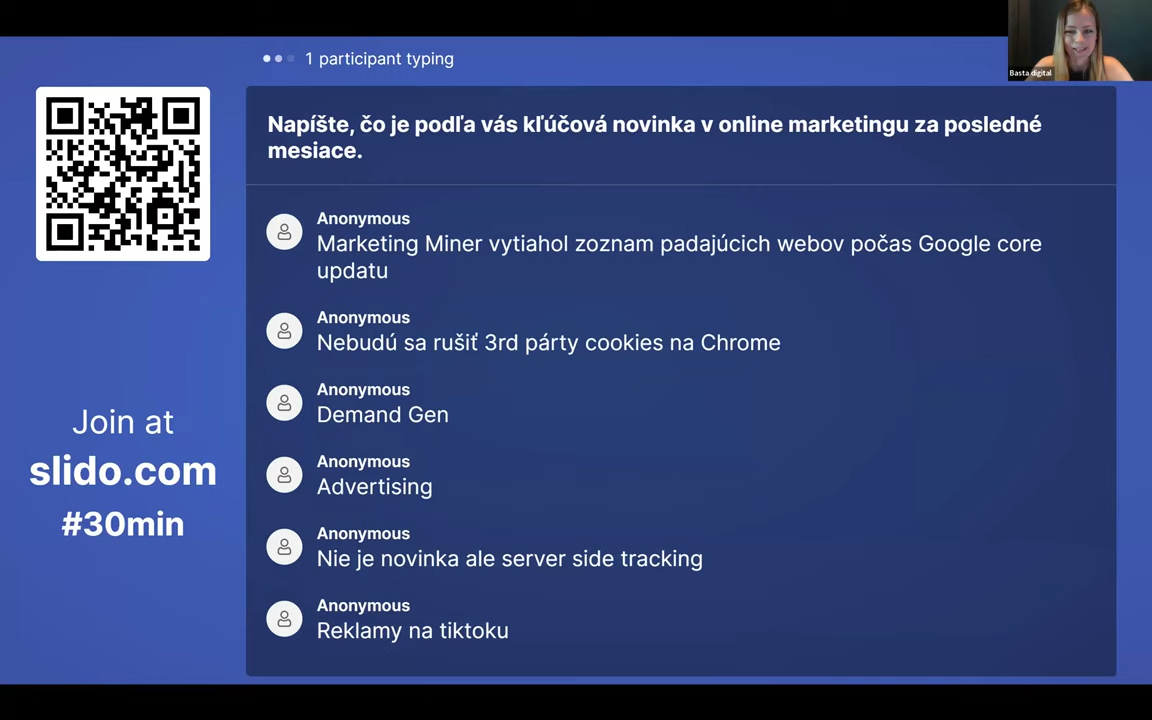 1 participant typing
Basta digital
Napíšte, čo je podľa vás kľúčová novinka v online marketingu za posledné
mesiace.
Anonymous
Marketing Miner vytiahol zoznam padajúcich webov počas Google core
updatu
Anonymous
Nebudú sa rušiť 3rd párty cookies na Chrome
Anonymous
Demand Gen
Anonymous
Advertising
Anonymous
Nie je novinka ale server side tracking
Anonymous
Reklamy na tiktoku
Join at
slido.com
#30min